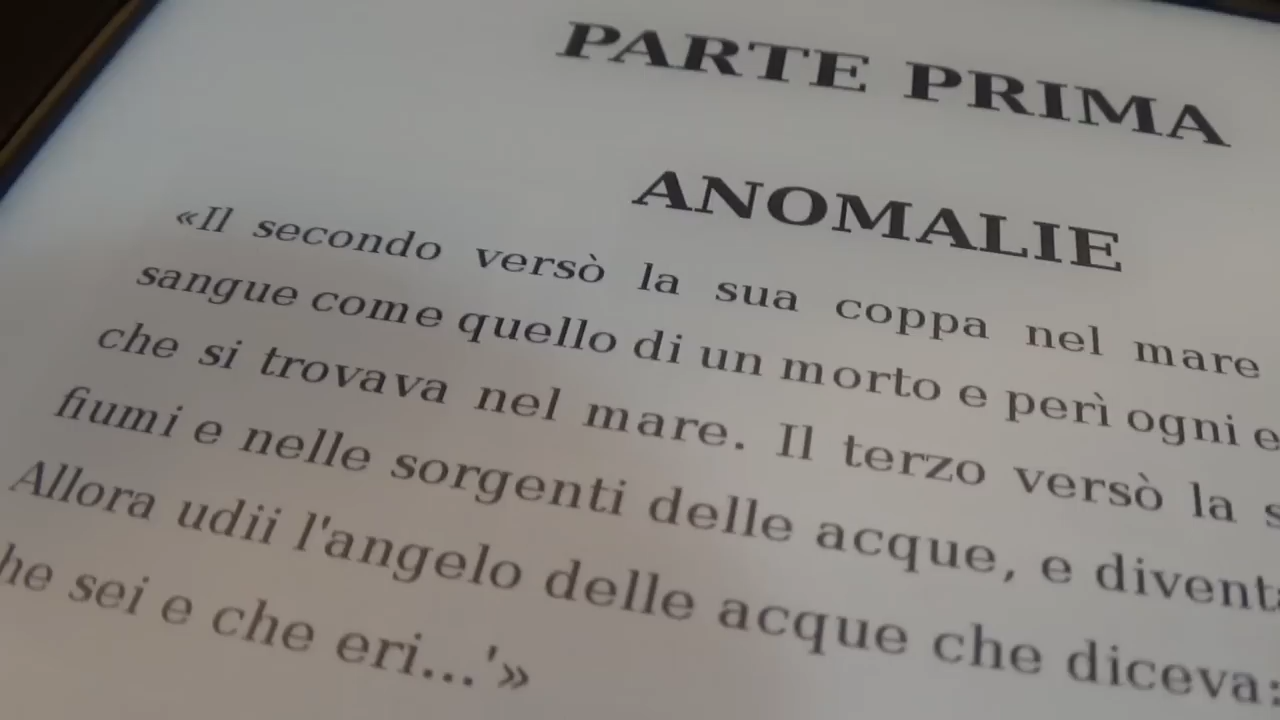 PARTE PRIMA
ANOMALIE
«Il secondo versò la sua coppa nel mare
sangue come quello di un morto e perì ogni
che si trovava nel mare. Il terzo versò la
fiumi e nelle sorgenti delle acque, e divent
Allora udii l'angelo delle acque che diceva:
he sei e che eri...'»